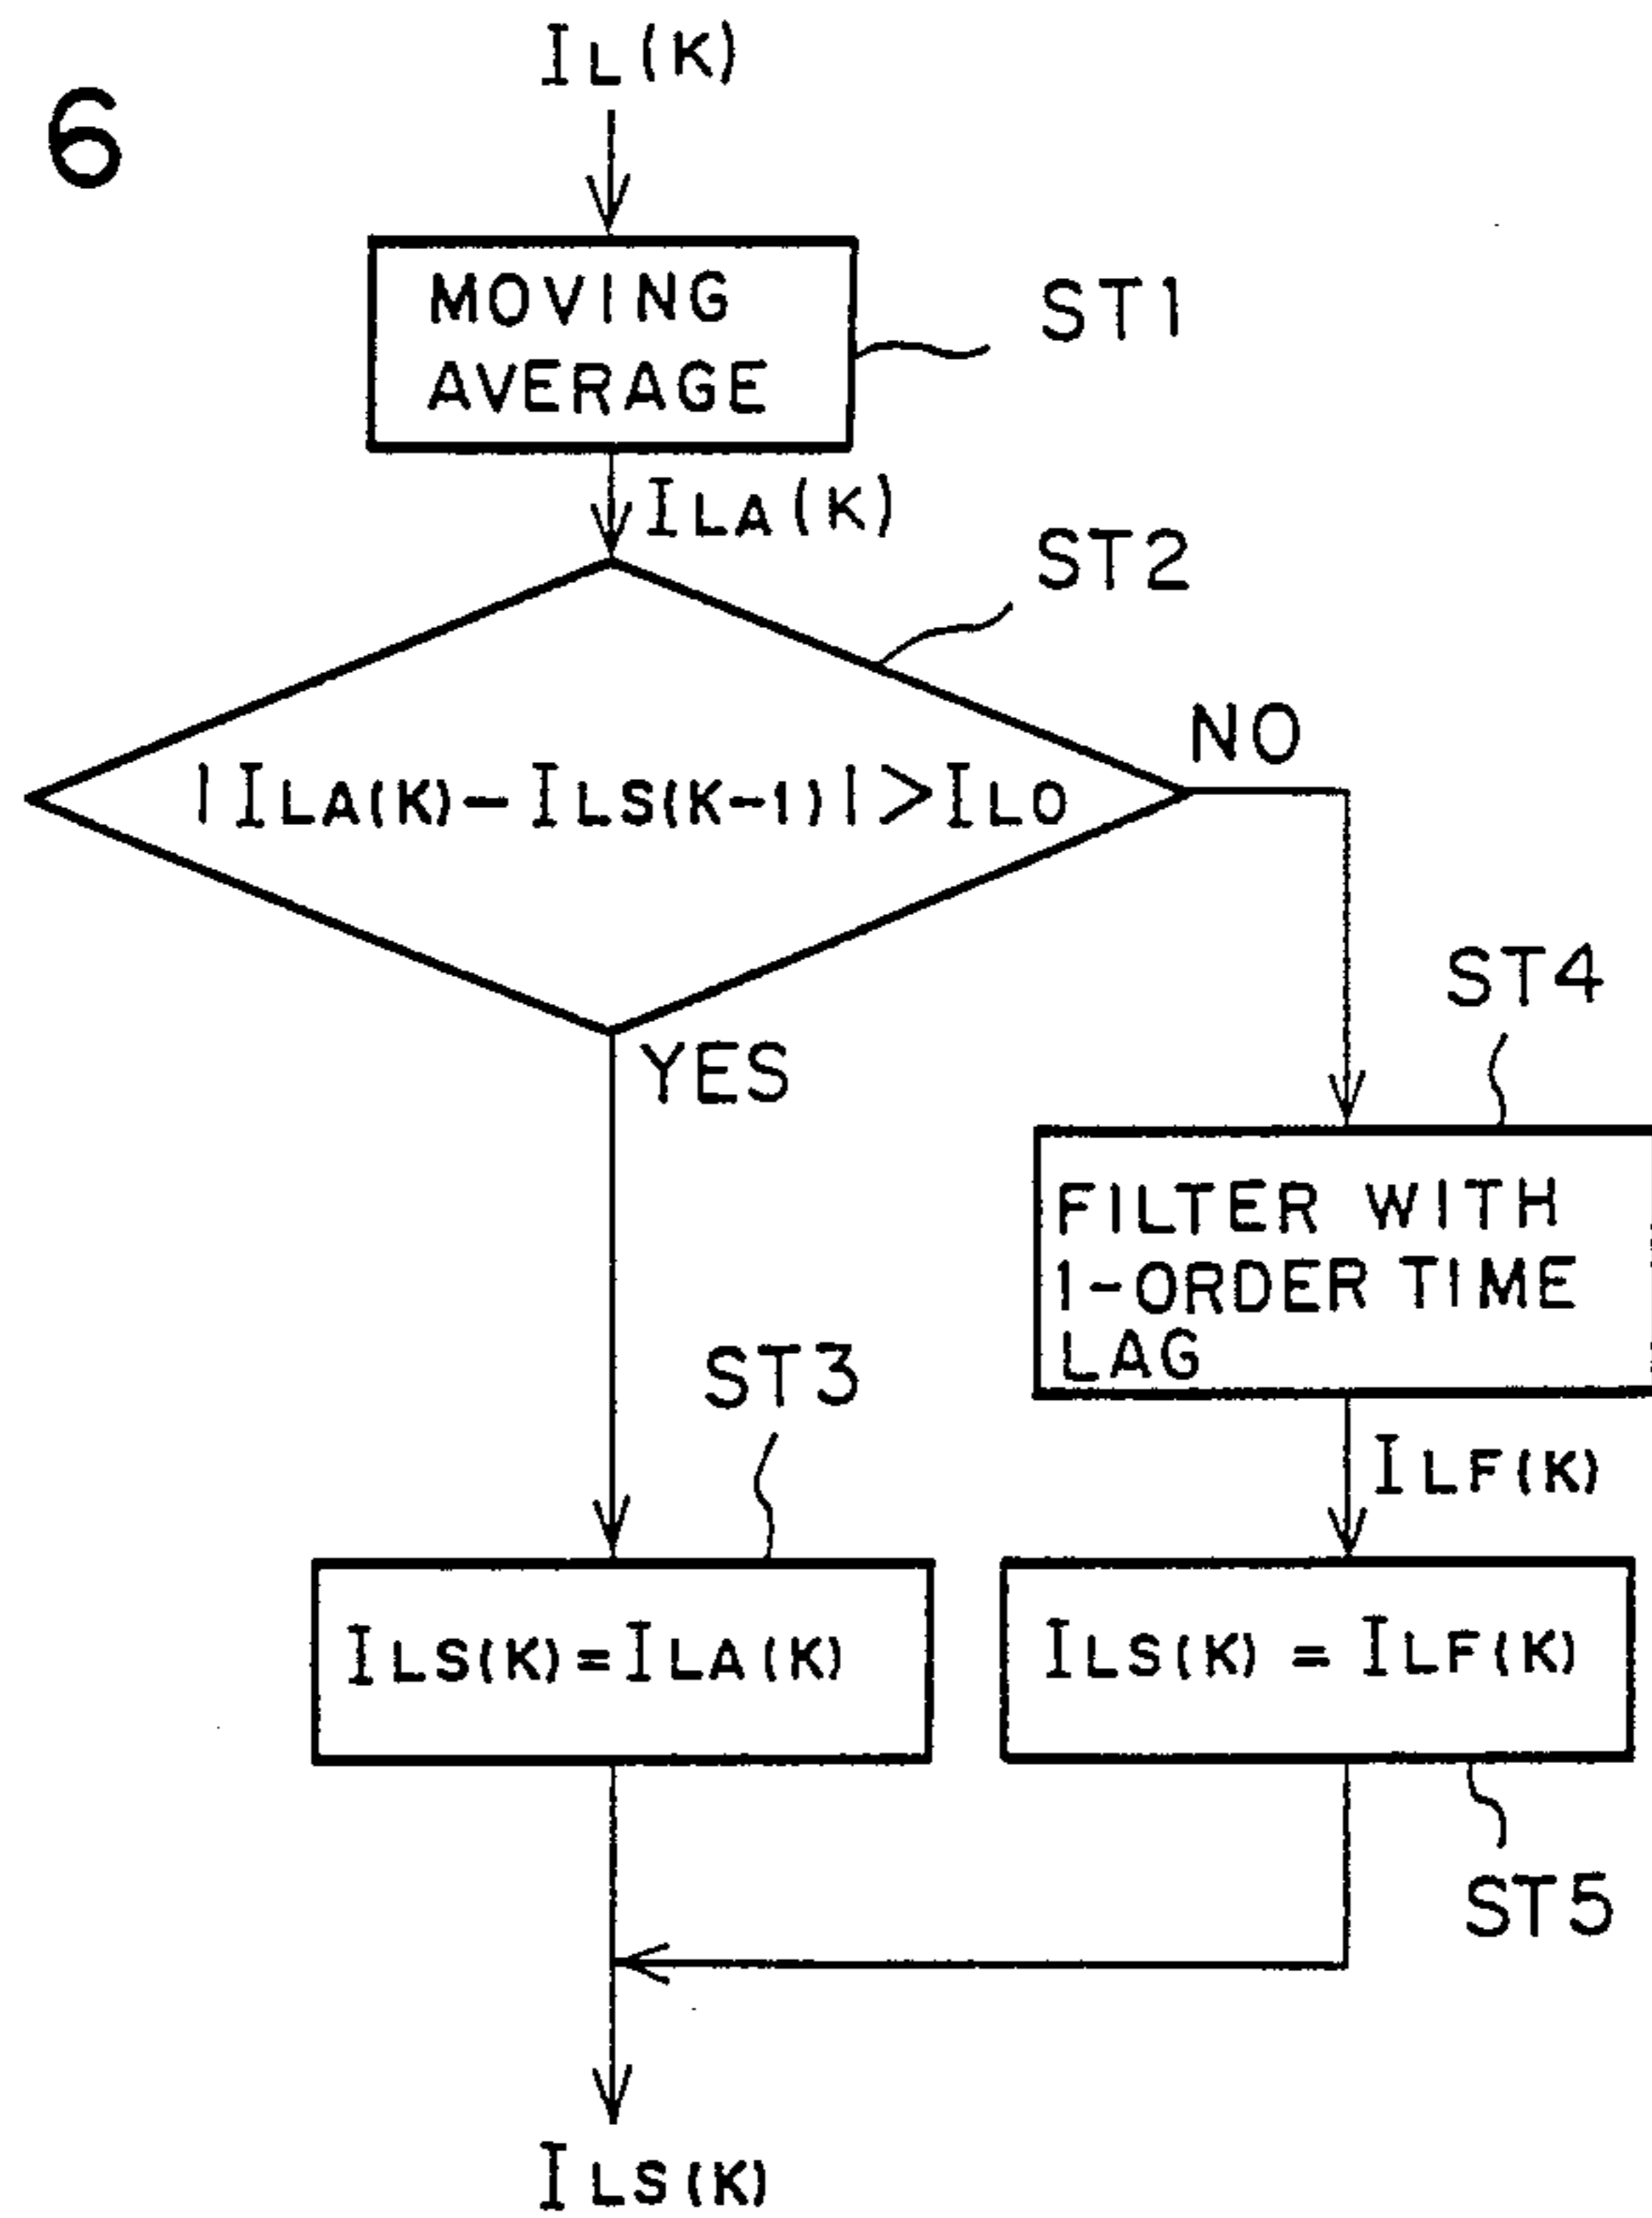 6
IL(K)
MOVING
AVERAGE
ST1
ILA(K)
ST2
|ILA(K)-ILS(K-1)|>ILO
NO
YES
ST4
FILTER WITH
1-ORDER TIME
LAG
ST3
ILF(K)
ILS(K)=ILA(K)
ILS(K)=ILF(K)
ST5
ILS(K)